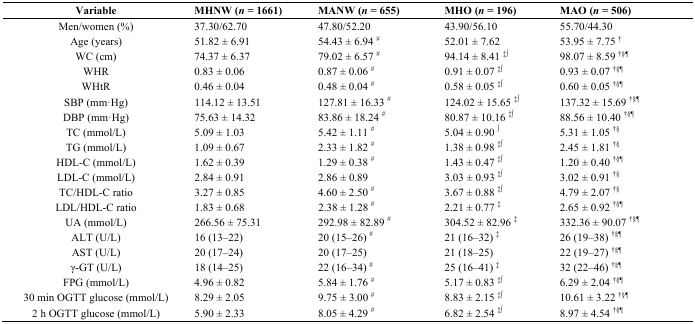 Variable MHNW (n = 1661) MANW (n = 655) MHO (n = 196) MAO (n = 506)
Men/women (%) 37.30/62.70 47.80/52.20 43.90/56.10 55.70/44.30
Age (years) 51.82 ± 6.91 54.43 ± 6.94 # 52.01 ± 7.62 53.95 ± 7.75 †
WC (cm) 74.37 ± 6.37 79.02 ± 6.57 # 94.14 ± 8.41 ‡∫ 98.07 ± 8.59 †§¶
WHR 0.83 ± 0.06 0.87 ± 0.06 # 0.91 ± 0.07 ‡∫ 0.93 ± 0.07 †§¶
WHtR 0.46 ± 0.04 0.48 ± 0.04 # 0.58 ± 0.05 ‡∫ 0.60 ± 0.05 †§¶
SBP (mm·Hg) 114.12 ± 13.51 127.81 ± 16.33 # 124.02 ± 15.65 ‡∫ 137.32 ± 15.69 †§¶
DBP (mm·Hg) 75.63 ± 14.32 83.86 ± 18.24 # 80.87 ± 10.16 ‡∫ 88.56 ± 10.40 †§¶
TC (mmol/L) 5.09 ± 1.03 5.42 ± 1.11 # 5.04 ± 0.90 ∫ 5.31 ± 1.05 †§
TG (mmol/L) 1.09 ± 0.67 2.33 ± 1.82 # 1.38 ± 0.98 ‡∫ 2.45 ± 1.81 †§
HDL-C (mmol/L) 1.62 ± 0.39 1.29 ± 0.38 # 1.43 ± 0.47 ‡∫ 1.20 ± 0.40 †§¶
LDL-C (mmol/L) 2.84 ± 0.91 2.86 ± 0.89 3.03 ± 0.93 ‡∫ 3.02 ± 0.91 †§
TC/HDL-C ratio 3.27 ± 0.85 4.60 ± 2.50 # 3.67 ± 0.88 ‡∫ 4.79 ± 2.07 †§
LDL/HDL-C ratio 1.83 ± 0.68 2.38 ± 1.28 # 2.21 ± 0.77 ‡ 2.65 ± 0.92 †§¶
UA (mmol/L) 266.56 ± 75.31 292.98 ± 82.89 # 304.52 ± 82.96 ‡ 332.36 ± 90.07 †§¶
ALT (U/L) 16 (13–22) 20 (15–26) # 21 (16–32) ‡ 26 (19–38) †§¶
AST (U/L) 20 (17–24) 20 (17–25) 21 (18–25) 22 (19–27) †§¶
γ-GT (U/L) 18 (14–25) 22 (16–34) # 25 (16–41) ‡ 32 (22–46) †§¶
FPG (mmol/L) 4.96 ± 0.82 5.84 ± 1.76 # 5.17 ± 0.83 ‡∫ 6.29 ± 2.04 †§¶
30 min OGTT glucose (mmol/L) 8.29 ± 2.05 9.75 ± 3.00 # 8.83 ± 2.15 ‡∫ 10.61 ± 3.22 †§¶
2 h OGTT glucose (mmol/L) 5.90 ± 2.33 8.05 ± 4.29 # 6.82 ± 2.54 ‡∫ 8.97 ± 4.54 †§¶